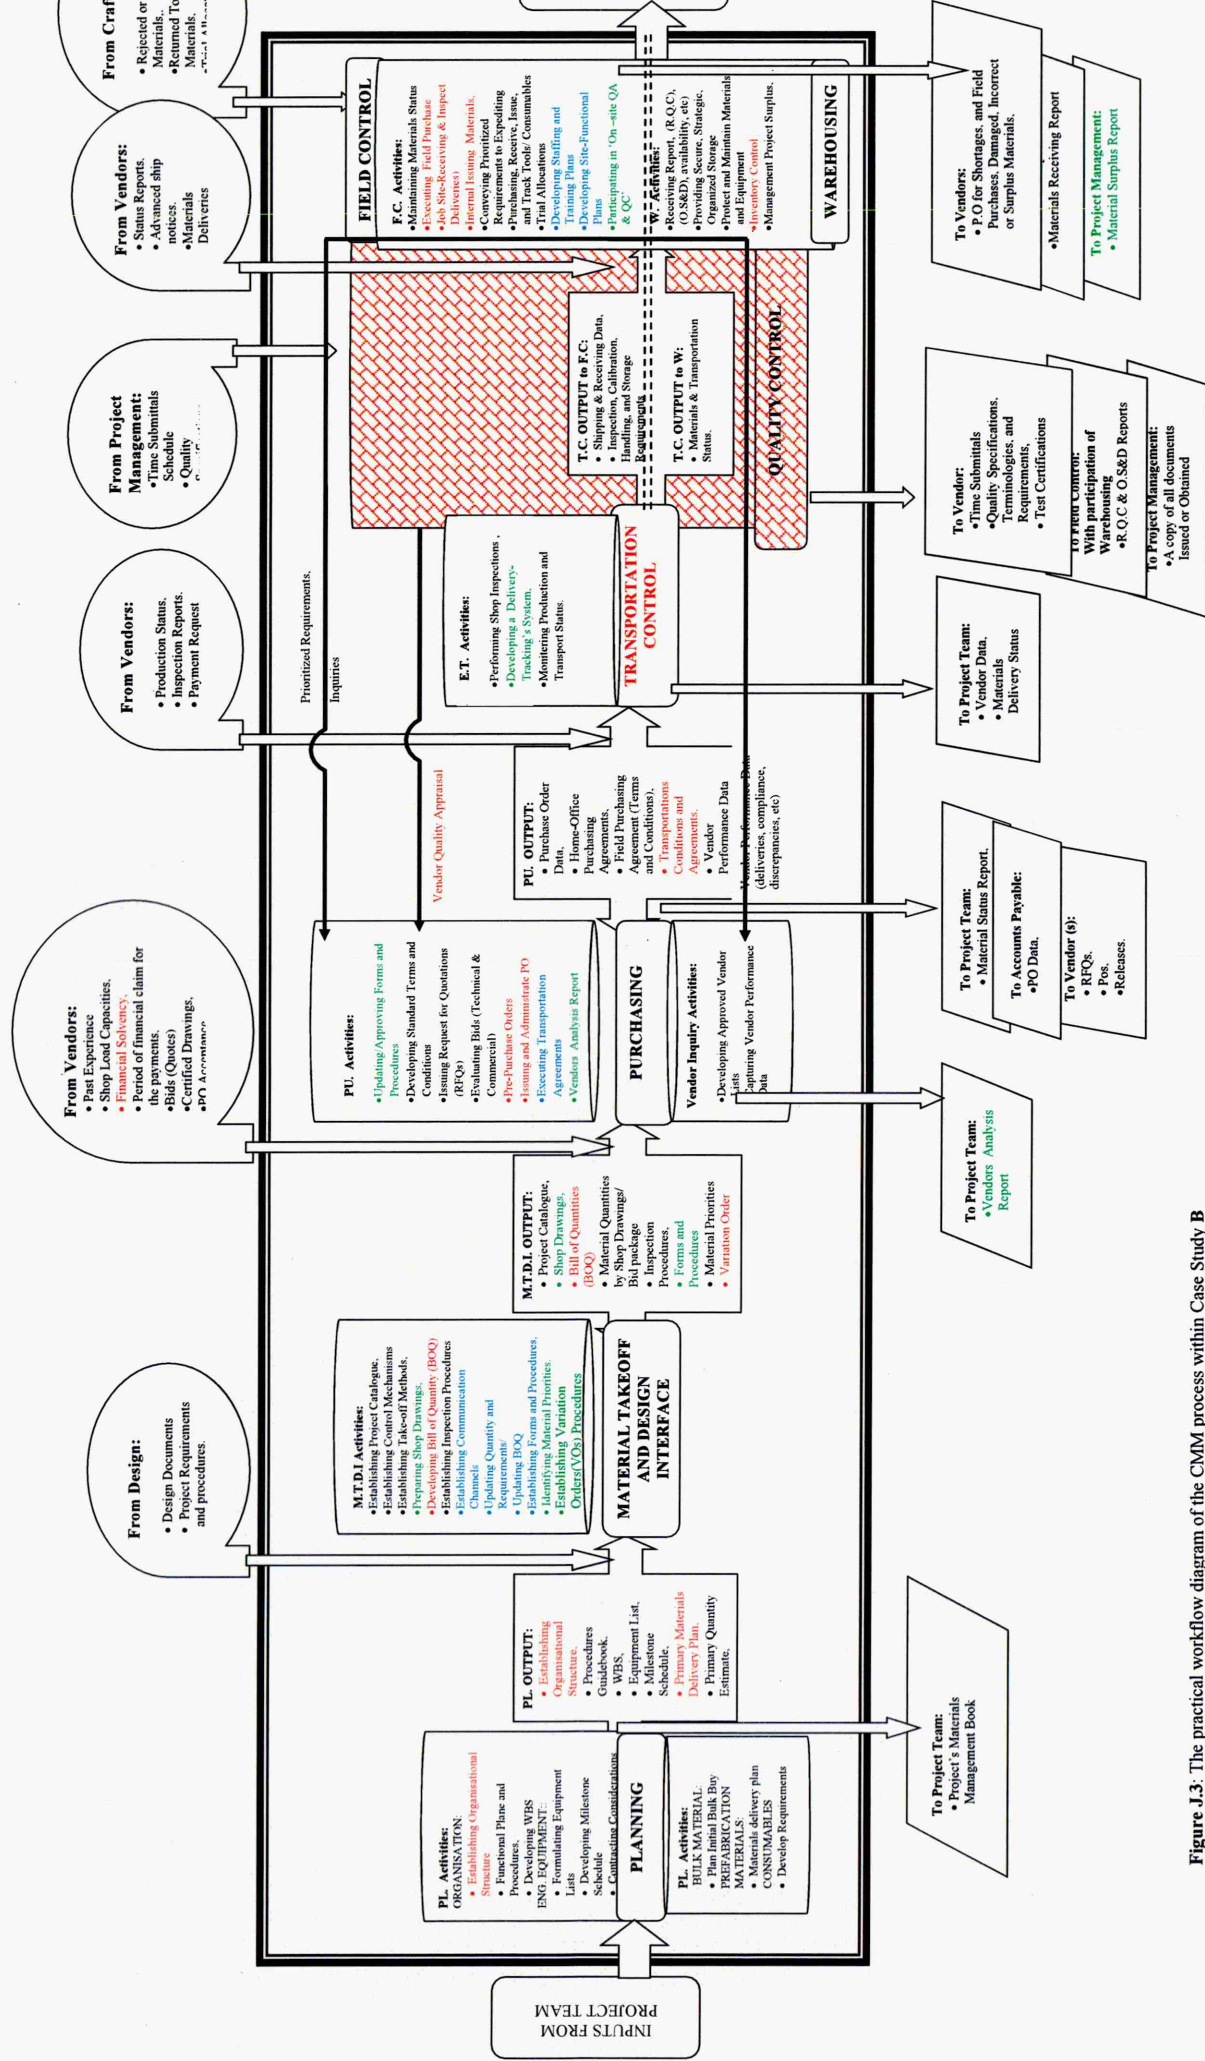 INPUTS FROM
PROJECT TEAM
PL. Activities:
ORGANISATION:
• Establishing Organisational
Structure
• Functional Plane and
Procedures,
• Developing WBS
ENG. EQUIPMENT::
• Formulating Equipment
Lists
• Developing Milestone
Schedule
• Contracting Considerations
PLANNING
PL. Activities:
BULK MATERIAL:
• Plan Initial Bulk Buy
PREFABRICATION
MATERIALS:
• Materials delivery plan
CONSUMABLES
• Develop Requirements
PL. OUTPUT:
• Establishing
Organisational
Structure.
• Procedures
Guidebook.
• WBS,
• Equipment List,
• Milestone
Schedule.
• Primary Materials
Delivery Plan.
• Primary Quantity
Estimate,
To Project Team:
• Project's Materials
Management Book
From Design:
• Design Documents
• Project Requirements
and procedures.
M.T.D.I Activities:
•Establishing Project Catalogue,
•Establishing Control Mechanisms
•Establishing Take-off Methods,
•Preparing Shop Drawings,
•Developing Bill of Quantity (BOQ)
•Establishing Inspection Procedures
•Establishing Communication
Channels
•Updating Quantity and
Requirements/
• Updating BOQ
•Establishing Forms and Procedures,
• Identifying Material Priorities.
•Establishing Variation
Orders(VOs) Procedures
MATERIAL TAKEOFF
AND DESIGN
INTERFACE
M.T.D.I. OUTPUT:
• Project Catalogue,
• Shop Drawings,
• Bill of Quantities
(BOQ)
• Material Quantities
by Shop Drawings/
Bid package
• Inspection
Procedures,
• Forms and
Procedures
• Material Priorities
• Variation Order
From Vendors:
• Past Experience
• Shop Load Capacities,
• Financial Solvency,
• Period of financial claim for
the payments.
•Bids (Quotes)
•Certified Drawings,
•PO Acceptance
PU. Activities:
•Updating/Approving Forms and
Procedures
•Developing Standard Terms and
Conditions
•Issuing Request for Quotations
(RFQs)
•Evaluating Bids (Technical &
Commercial)
•Pre-Purchase Orders
•Issuing and Administrate PO
•Executing Transportation
Agreements
•Vendors Analysis Report
PURCHASING
Vendor Inquiry Activities:
•Developing Approved Vendor
Lists
Capturing Vendor Performance
Data
To Project Team:
•Vendors Analysis
Report
To Project Team:
• Material Status Report.
To Accounts Payable:
•PO Data.
To Vendor (s):
• RFQs.
• Pos.
•Releases.
Vendor Quality Appraisal
PU. OUTPUT:
• Purchase Order
Data.
• Home-Office
Purchasing
Agreements.
• Field Purchasing
Agreement (Terms
and Conditions).
• Transportations
Conditions and
Agreements.
• Vendor
Performance Data
Vendor Performance Data
(deliveries, compliance,
discrepancies, etc)
Prioritized Requirements.
Inquiries
From Vendors:
• Production Status.
• Inspection Reports.
• Payment Request
E.T. Activities:
•Performing Shop Inspections ,
•Developing a Delivery-
Tracking's System,
•Monitering Production and
Transport Status.
TRANSPORTATION
CONTROL
To Project Team:
• Vendor Data.
• Materials
Delivery Status
From Project
Management:
•Time Submittals
Schedule
• Quality
T.C. OUTPUT to F.C:
• Shipping & Receiving Data,
• Inspection, Calibration,
Handling, and Storage
Requirements
T.C. OUTPUT to W:
• Materials & Transportation
Status.
QUALITY CONTROL
To Vendor:
•Time Submittals
•Quality Specifications,
Terminologies, and
Requirements,
• Test Certifications
To Field Control:
With participation of
Warehousing
•R.Q.C & O.S&D Reports
To Project Management:
•A copy of all documents
Issued or Obtained
From Vendors:
• Status Reports.
• Advanced ship
notices.
•Materials
Deliveries
From Craf
• Rejected or
Materials,.
•Returned To
Materials.
FIELD CONTROL
F.C. Activities:
•Maintaining Materials Status
•Executing Field Purchase
•Job Site-Receiving & Inspect
Deliveries)
•Internal Issuing Materials,
•Conveying Prioritized
Requirements to Expediting
•Purchasing, Receive, Issue,
and Track Tools/ Consumables
•Trial Allocations
•Developing Staffing and
Training Plans
•Developing Site-Functional
Plans
•Participating in 'On –site QA
& QC'
W. Activities:
•Receiving Report, (R.Q.C),
(O.S&D), availability, etc)
•Providing Secure, Strategic,
Organized Storage
•Protect and Maintain Materials
and Equipment
•Inventory Control
•Management Project Surplus.
WAREHOUSING
To Vendors:
• P.O for Shortages, and Field
Purchases, Damaged, Incorrect
or Surplus Materials.
•Materials Receiving Report
To Project Management:
• Material Surplus Report
Figure J.3: The practical workflow diagram of the CMM process within Case Study B